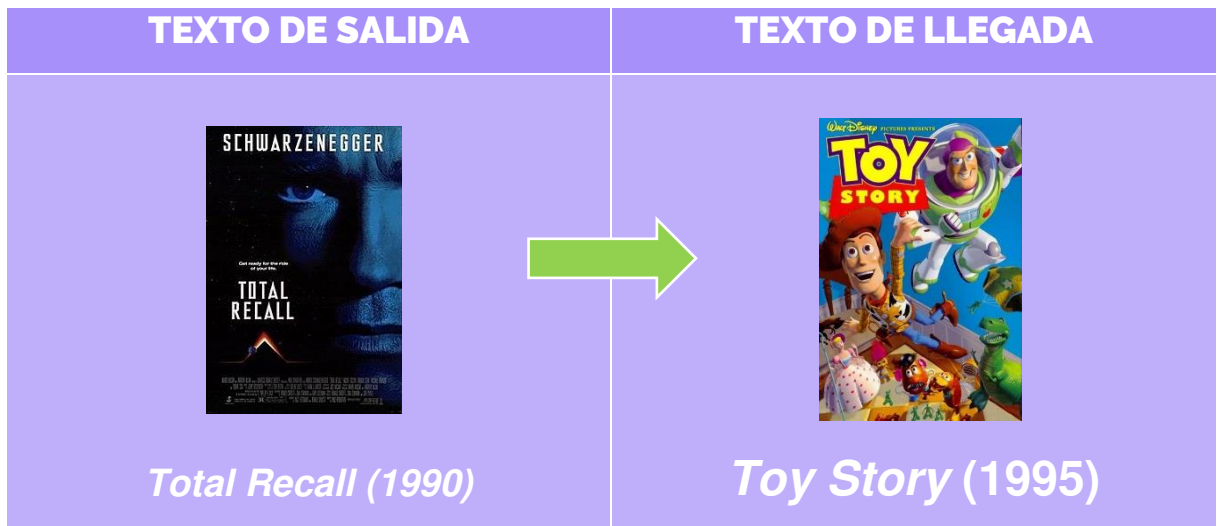 TEXTO DE SALIDA
TEXTO DE LLEGADA
SCHWARZENEGGER
Get ready for the ride
of your life.
TOTAL
RECALL
Total Recall (1990)
Walt Disney PICTURES PRESENTS
TOY
STORY
Toy Story (1995)